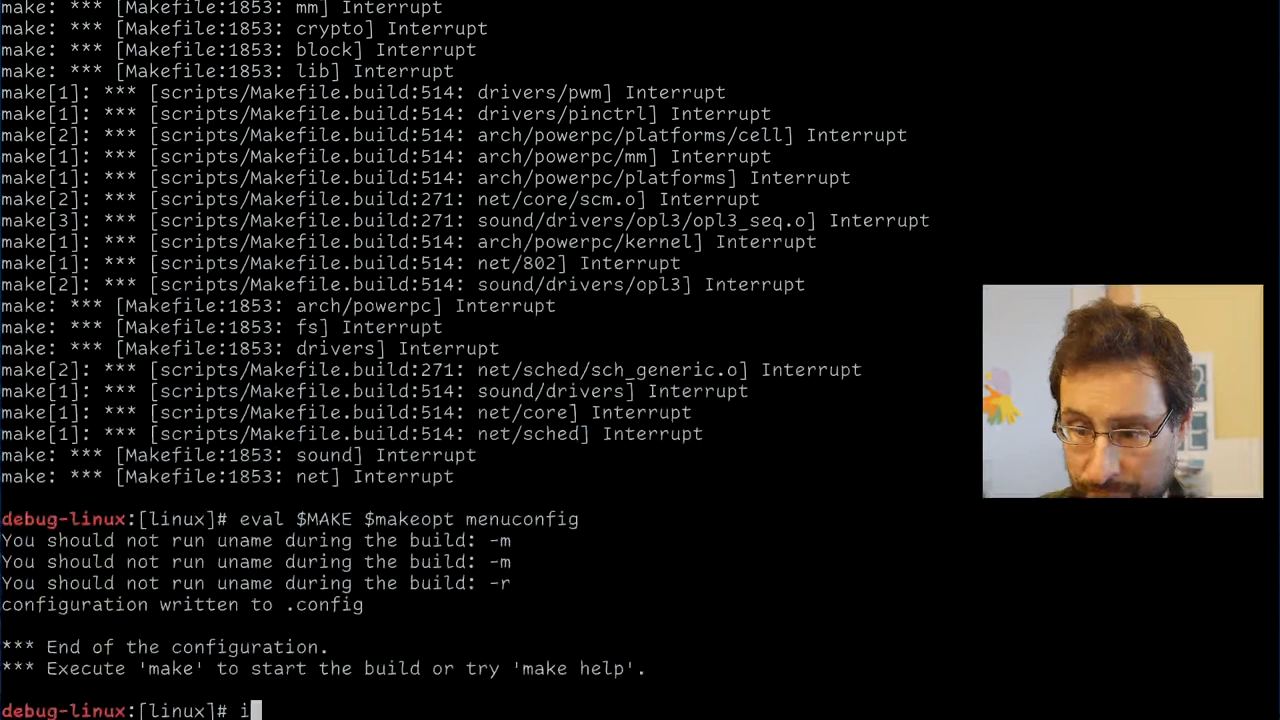 make: *** [Makefile:1853: mm] Interrupt
make: *** [Makefile:1853: crypto] Interrupt
make: *** [Makefile:1853: block] Interrupt
make: *** [Makefile:1853: lib] Interrupt
make[1]: *** [scripts/Makefile.build:514: drivers/pwm] Interrupt
make[1]: *** [scripts/Makefile.build:514: drivers/pinctrl] Interrupt
make[2]: *** [scripts/Makefile.build:514: arch/powerpc/platforms/cell] Interrupt
make[1]: *** [scripts/Makefile.build:514: arch/powerpc/mm] Interrupt
make[1]: *** [scripts/Makefile.build:514: arch/powerpc/platforms] Interrupt
make[2]: *** [scripts/Makefile.build:271: net/core/scm.o] Interrupt
make[3]: *** [scripts/Makefile.build:271: sound/drivers/opl3/opl3_seq.o] Interrupt
make[1]: *** [scripts/Makefile.build:514: arch/powerpc/kernel] Interrupt
make[1]: *** [scripts/Makefile.build:514: net/802] Interrupt
make[2]: *** [scripts/Makefile.build:514: sound/drivers/opl3] Interrupt
make: *** [Makefile:1853: arch/powerpc] Interrupt
make: *** [Makefile:1853: fs] Interrupt
make: *** [Makefile:1853: drivers] Interrupt
make[2]: *** [scripts/Makefile.build:271: net/sched/sch_generic.o] Interrupt
make[1]: *** [scripts/Makefile.build:514: sound/drivers] Interrupt
make[1]: *** [scripts/Makefile.build:514: net/core] Interrupt
make[1]: *** [scripts/Makefile.build:514: net/sched] Interrupt
make: *** [Makefile:1853: sound] Interrupt
make: *** [Makefile:1853: net] Interrupt
debug-linux:[linux]# eval $MAKE $makeopt menuconfig
You should not run uname during the build: -m
You should not run uname during the build: -m
You should not run uname during the build: -r
configuration written to .config
*** End of the configuration.
*** Execute 'make' to start the build or try 'make help'.
debug-linux:[linux]# i